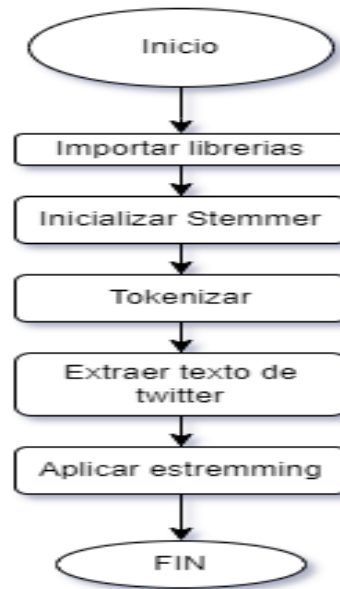 Inicio
Importar librerias
Inicializar Stemmer
Tokenizar
Extraer texto de
twitter
Aplicar estremming
FIN